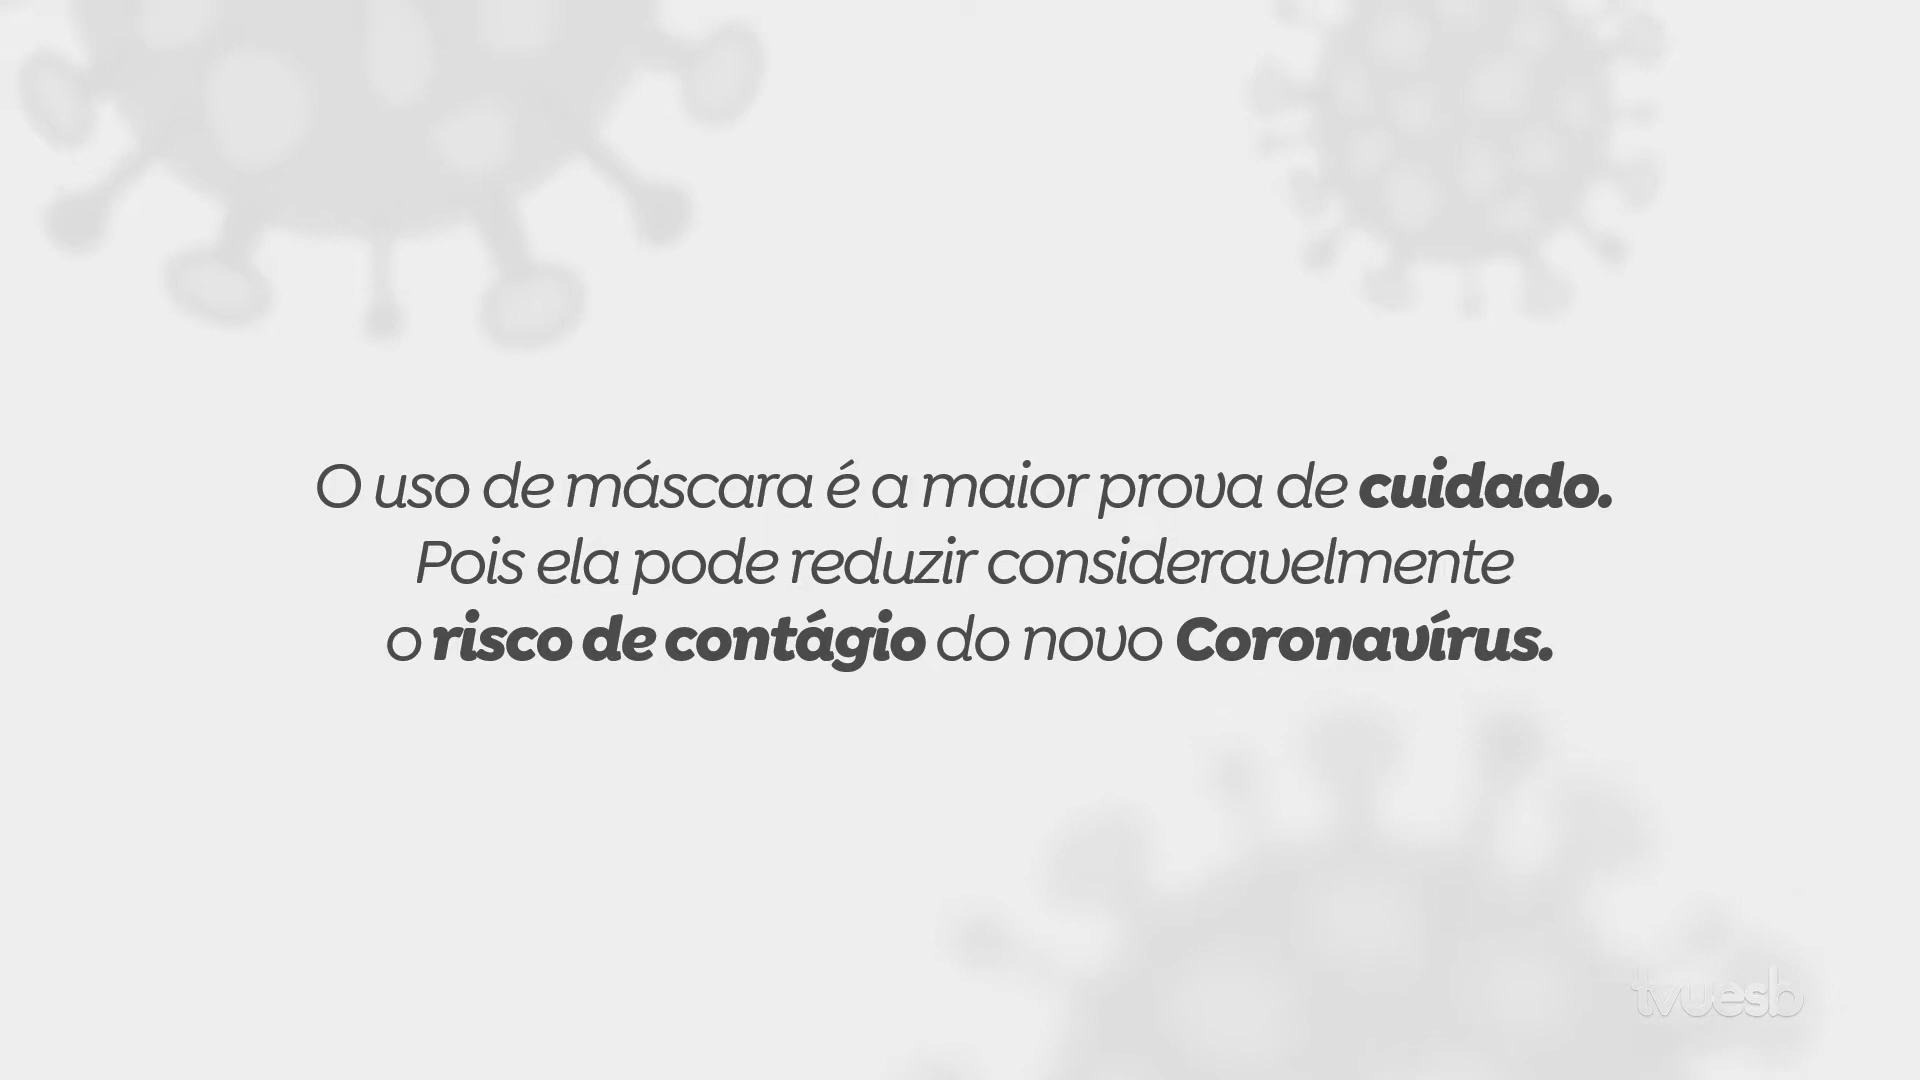 O uso de máscara é a maior prova de cuidado.
Pois ela pode reduzir consideravelmente
o risco de contágio do novo Coronavírus.
tvuesb